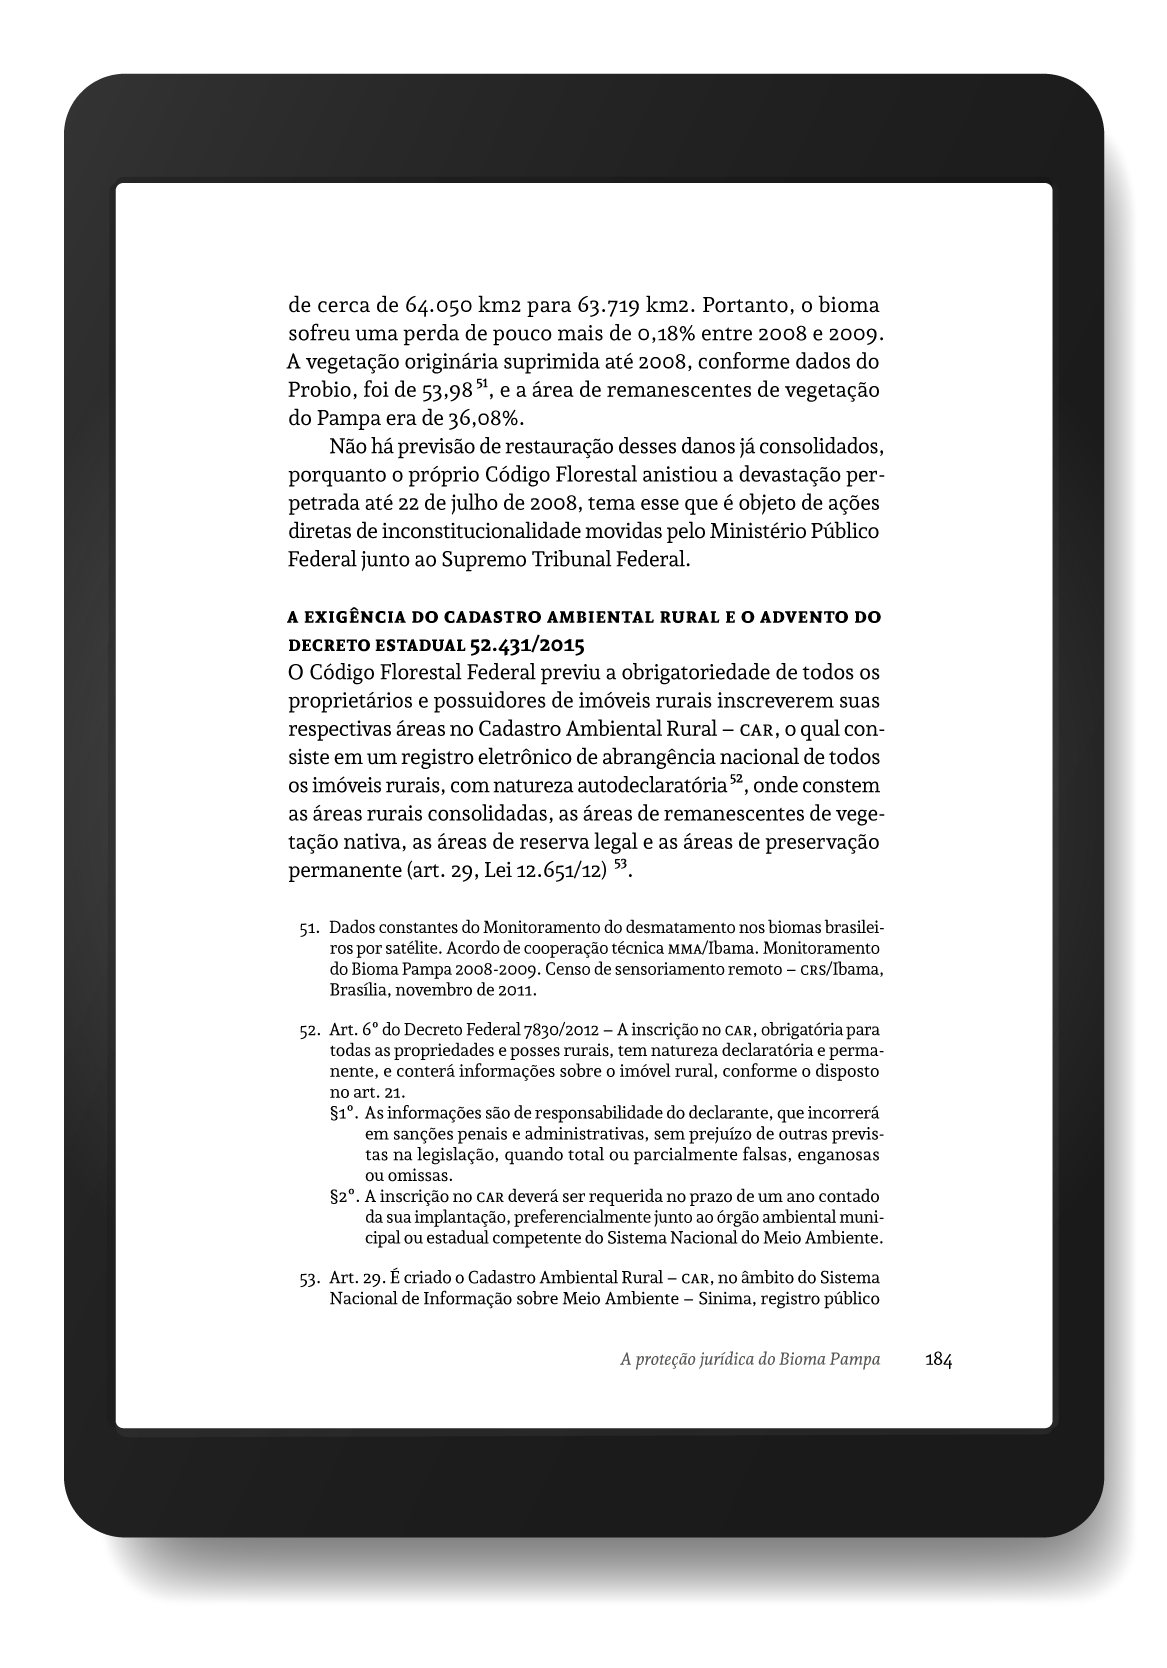 de cerca de 64.050 km2 para 63.719 km2. Portanto, o bioma
sofreu uma perda de pouco mais de 0,18% entre 2008 e 2009.
A vegetação originária suprimida até 2008, conforme dados do
Probio, foi de 53,98 51, e a área de remanescentes de vegetação
do Pampa era de 36,08%.
Não há previsão de restauração desses danos já consolidados,
porquanto o próprio Código Florestal anistiou a devastação per-
petrada até 22 de julho de 2008, tema esse que é objeto de ações
diretas de inconstitucionalidade movidas pelo Ministério Público
Federal junto ao Supremo Tribunal Federal.
A EXIGÊNCIA DO CADASTRO AMBIENTAL RURAL E O ADVENTO DO
DECRETO ESTADUAL 52.431/2015
O Código Florestal Federal previu a obrigatoriedade de todos os
proprietários e possuidores de imóveis rurais inscreverem suas
respectivas áreas no Cadastro Ambiental Rural – CAR, o qual con-
siste em um registro eletrônico de abrangência nacional de todos
os imóveis rurais, com natureza autodeclaratória 52, onde constem
as áreas rurais consolidadas, as áreas de remanescentes de vege-
tação nativa, as áreas de reserva legal e as áreas de preservação
permanente (art. 29, Lei 12.651/12) 53.
51. Dados constantes do Monitoramento do desmatamento nos biomas brasilei-
ros por satélite. Acordo de cooperação técnica MMA/Ibama. Monitoramento
do Bioma Pampa 2008-2009. Censo de sensoriamento remoto – CRS/Ibama,
Brasília, novembro de 2011.
52. Art. 6º do Decreto Federal 7830/2012 – A inscrição no CAR, obrigatória para
todas as propriedades e posses rurais, tem natureza declaratória e perma-
nente, e conterá informações sobre o imóvel rural, conforme o disposto
no art. 21.
§1º. As informações são de responsabilidade do declarante, que incorrerá
em sanções penais e administrativas, sem prejuízo de outras previs-
tas na legislação, quando total ou parcialmente falsas, enganosas
ou omissas.
§2º. A inscrição no CAR deverá ser requerida no prazo de um ano contado
da sua implantação, preferencialmente junto ao órgão ambiental muni-
cipal ou estadual competente do Sistema Nacional do Meio Ambiente.
53. Art. 29. É criado o Cadastro Ambiental Rural – CAR, no âmbito do Sistema
Nacional de Informação sobre Meio Ambiente – Sinima, registro público
A proteção jurídica do Bioma Pampa 184